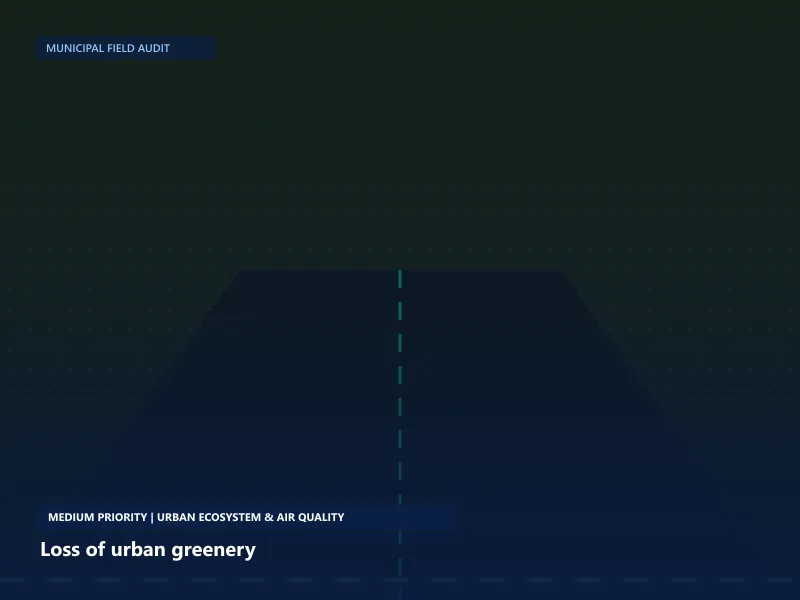 MUNICIPAL FIELD AUDIT
MEDIUM PRIORITY | URBAN ECOSYSTEM & AIR QUALITY
Loss of urban greenery